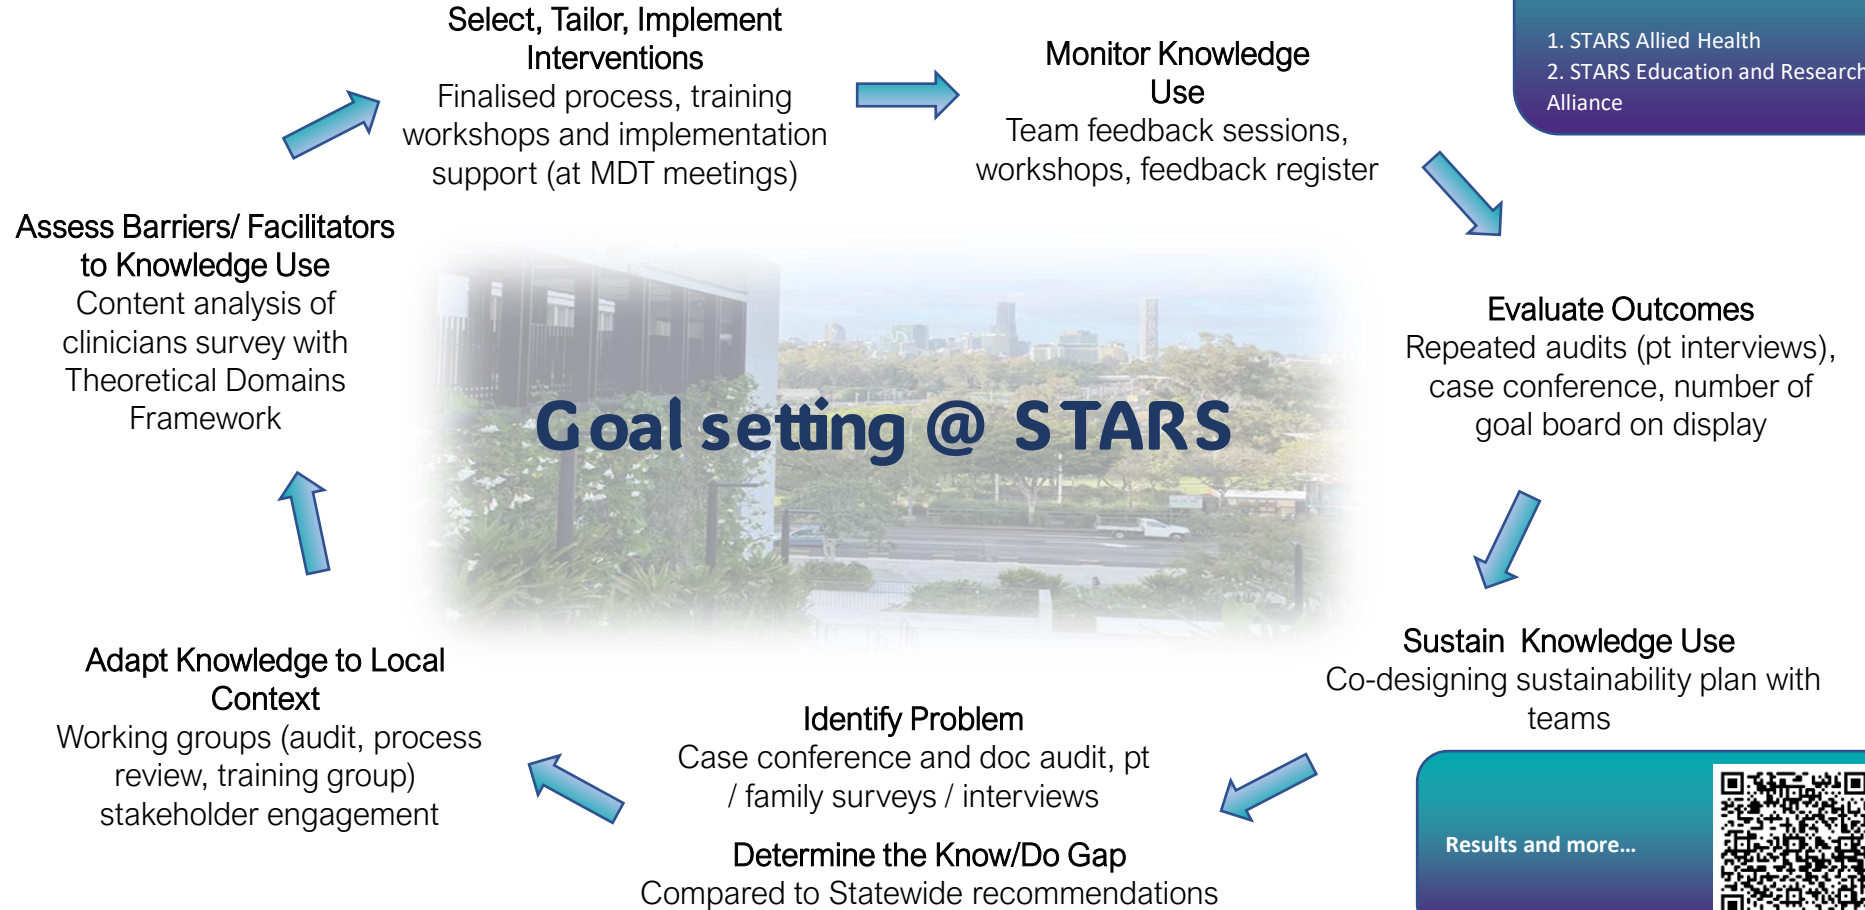 Select, Tailor, Implement
Interventions
Finalised process, training
workshops and implementation
support (at MDT meetings)
Monitor Knowledge
Use
Team feedback sessions,
workshops, feedback register
1. STARS Allied Health
2. STARS Education and Research
Alliance
Assess Barriers/ Facilitators
to Knowledge Use
Content analysis of
clinicians survey with
Theoretical Domains
Framework
Goal setting @ STARS
Evaluate Outcomes
Repeated audits (pt interviews),
case conference, number of
goal board on display
Adapt Knowledge to Local
Context
Working groups (audit, process
review, training group)
stakeholder engagement
Identify Problem
Case conference and doc audit, pt
/ family surveys / interviews
Determine the Know/Do Gap
Compared to Statewide recommendations
Sustain Knowledge Use
Co-designing sustainability plan with
teams
Results and more...